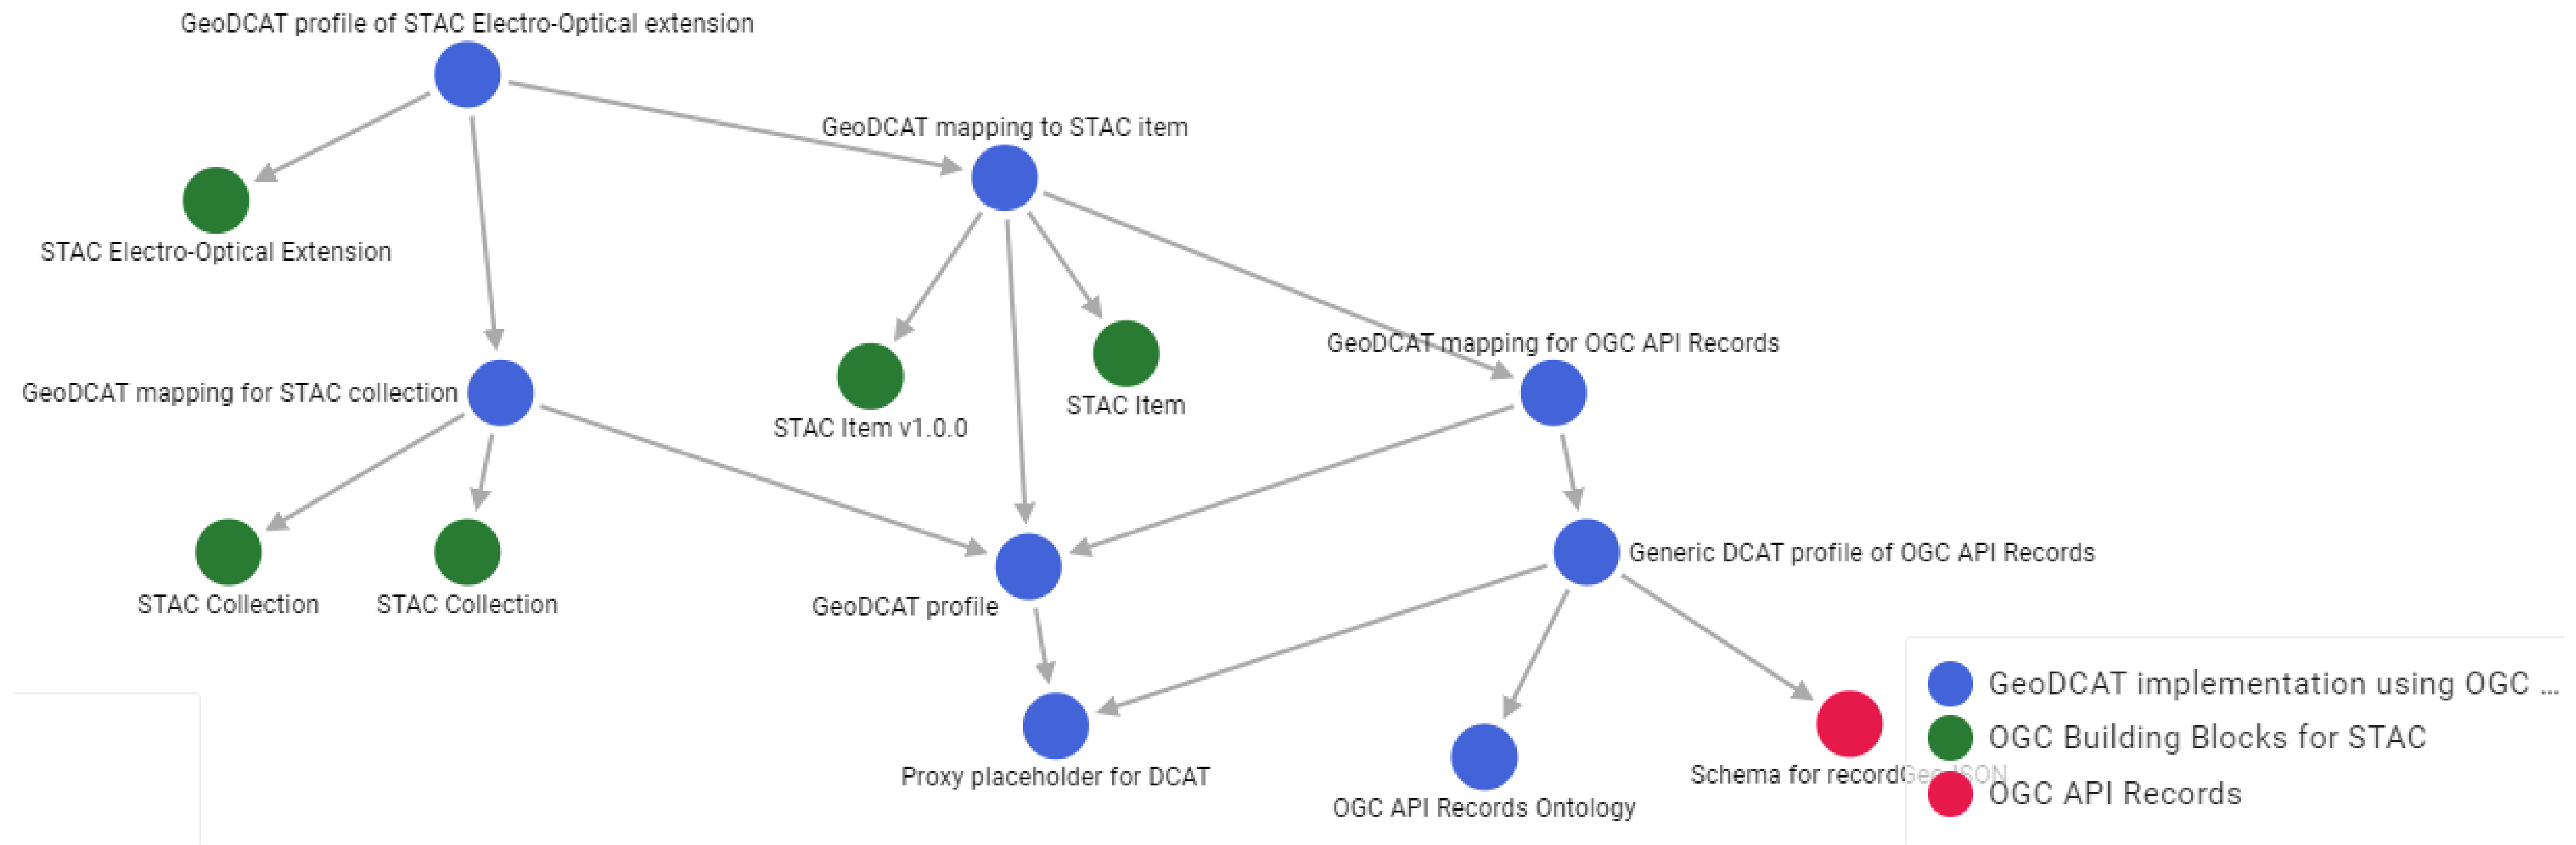 GeoDCAT profile of STAC Electro-Optical extension
GeoDCAT mapping to STAC item
STAC Electro-Optical Extension
GeoDCAT mapping for OGC API Records
GeoDCAT mapping for STAC collection
STAC Item v1.0.0
STAC Item
STAC Collection
STAC Collection
GeoDCAT profile
Generic DCAT profile of OGC API Records
Proxy placeholder for DCAT
OGC API Records Ontology
Schema for recordGeoJSON
GeoDCAT implementation using OGC ...
OGC Building Blocks for STAC
OGC API Records